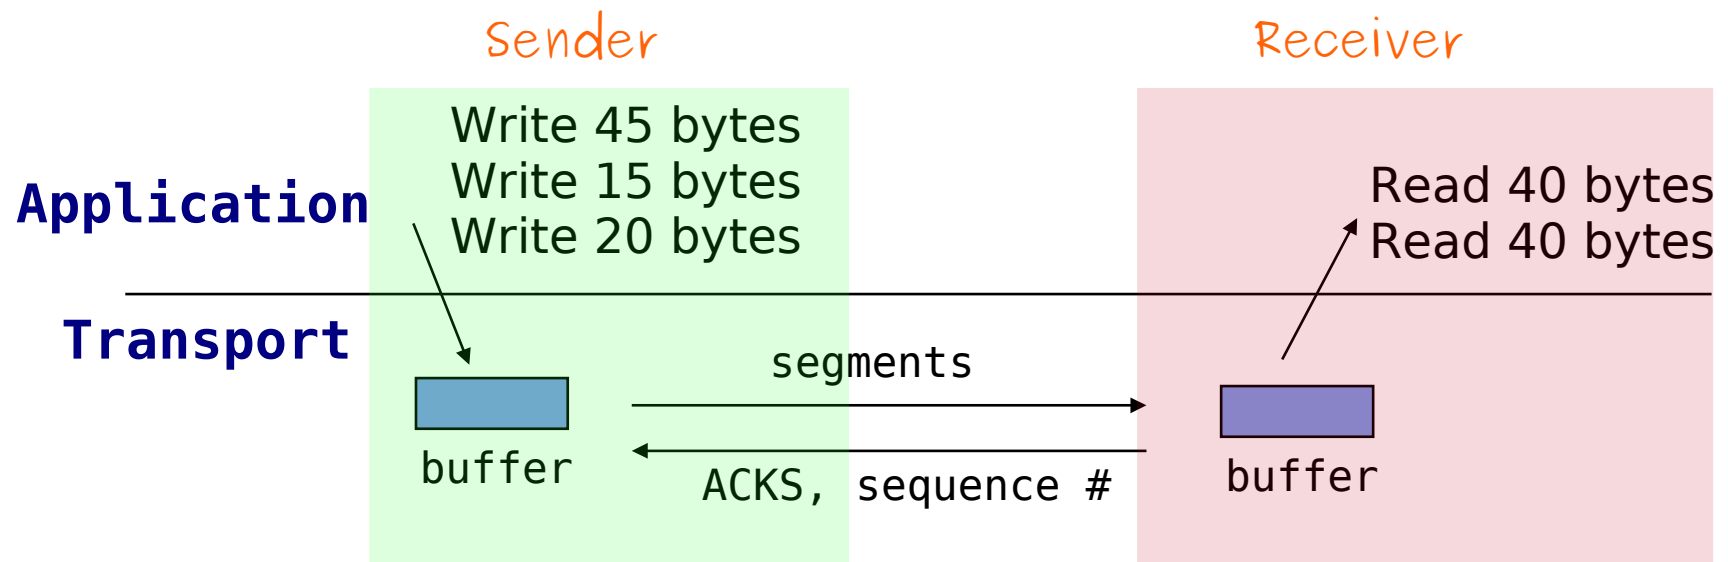 Sender
Receiver
Write 45 bytes
Write 15 bytes
Write 20 bytes
Application
Read 40 bytes
Read 40 bytes
Transport
segments
buffer
ACKS, sequence #
buffer